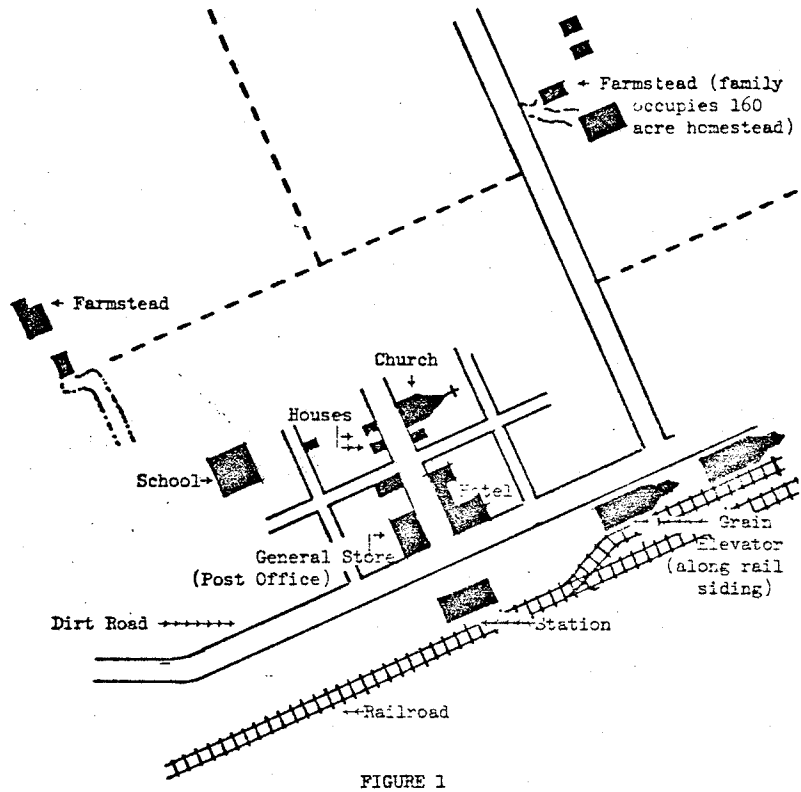 ← Farmstead (family
occupies 160
acre homestead)
← Farmstead
Church
↓
Houses
School→
Hotel
General Store
(Post Office)
Grain
Elevator
(along rail
siding)
Dirt Road
Station
←Railroad
FIGURE 1